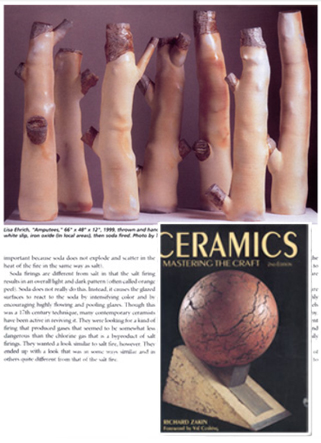 Lisa Ehrich, "Amputees," 66" x 48" x 12", 1999, thrown and han
white slip, iron oxide (in local areas), then soda fired. Photo by
important because soda does not explode and scatter in the
heat of the fire in the same way as salt).
Soda firings are different from salt in that the salt firing
results in an overall light and dark pattern (often called orange
peel). Soda does not really do this. Instead, it causes the glazed
surfaces to react to the soda by intensifying color and by
encouraging highly flowing and pooling glazes. Though this
was a 17th century technique, many contemporary ceramists
have been active in reviving it. They were looking for a kind of
firing that produced gases that seemed to be somewhat less
dangerous than the chlorine gas that is a byproduct of salt
firings. They wanted a look similar to salt fire, however. They
ended up with a look that was in some ways similar and in
others quite different from that of the salt fire.
CERAMICS
MASTERING THE CRAFT 2ND EDITION
RICHARD ZAKIN
Foreword by Val Cushing